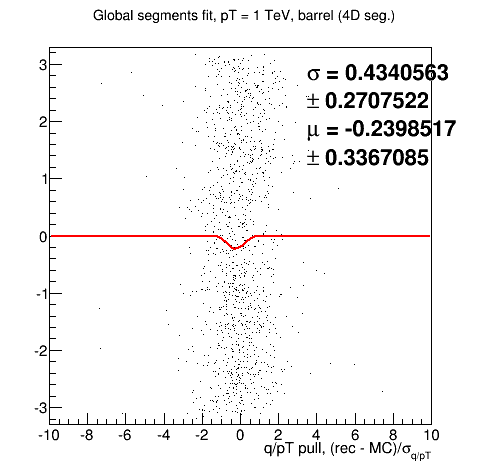 Global segments fit, pT = 1 TeV, barrel (4D seg.)
σ = 0.4340563
± 0.2707522
μ = -0.2398517
± 0.3367085
3
2
1
0
-1
-2
-3
-10 -8 -6 -4 -2 0 2 4 6 8 10
q/pT pull, (rec - MC)/σq/pT